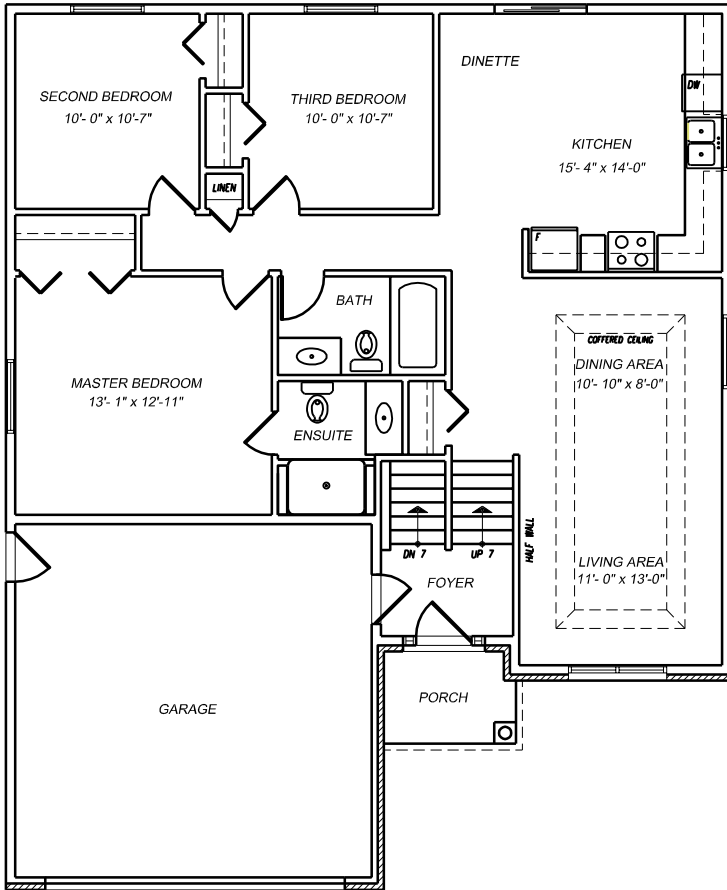 DINETTE
SECOND BEDROOM
10'- 0" x 10'-7"
THIRD BEDROOM
10'- 0" x 10'-7"
DW
KITCHEN
15'- 4" x 14'-0"
LINEN
F
BATH
COFFERED CEILING
DINING AREA
10'- 10" x 8'-0"
MASTER BEDROOM
13'- 1" x 12'-11"
ENSUITE
HALF WALL
DN 7
UP 7
LIVING AREA
11'- 0" x 13'-0"
FOYER
PORCH
GARAGE